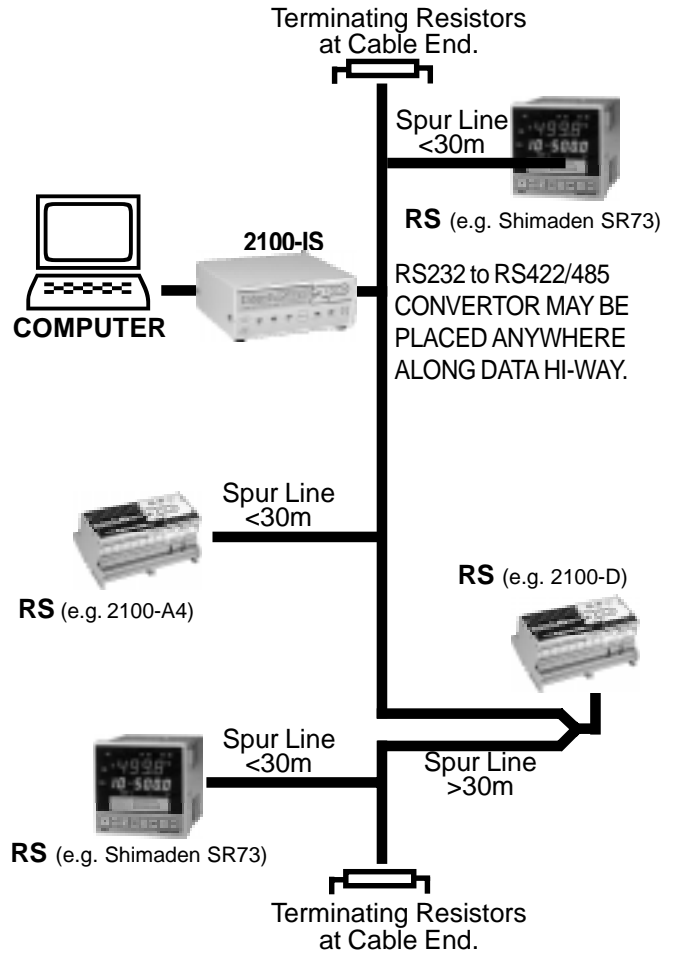 Terminating Resistors
at Cable End.
Spur Line
<30m
RS (e.g. Shimaden SR73)
2100-IS
COMPUTER
RS232 to RS422/485
CONVERTOR MAY BE
PLACED ANYWHERE
ALONG DATA HI-WAY.
Spur Line
<30m
RS (e.g. 2100-A4)
RS (e.g. 2100-D)
Spur Line
<30m
Spur Line
>30m
RS (e.g. Shimaden SR73)
Terminating Resistors
at Cable End.